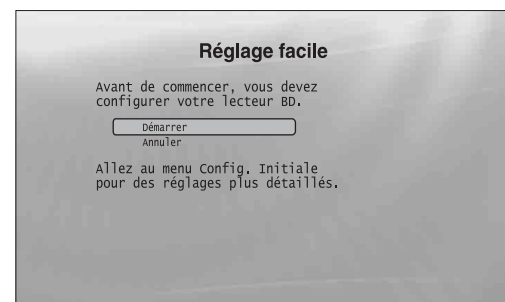 Réglage facile
Avant de commencer, vous devez
configurer votre lecteur BD.
Démarrer
Annuler
Allez au menu Config. Initiale
pour des réglages plus détaillés.